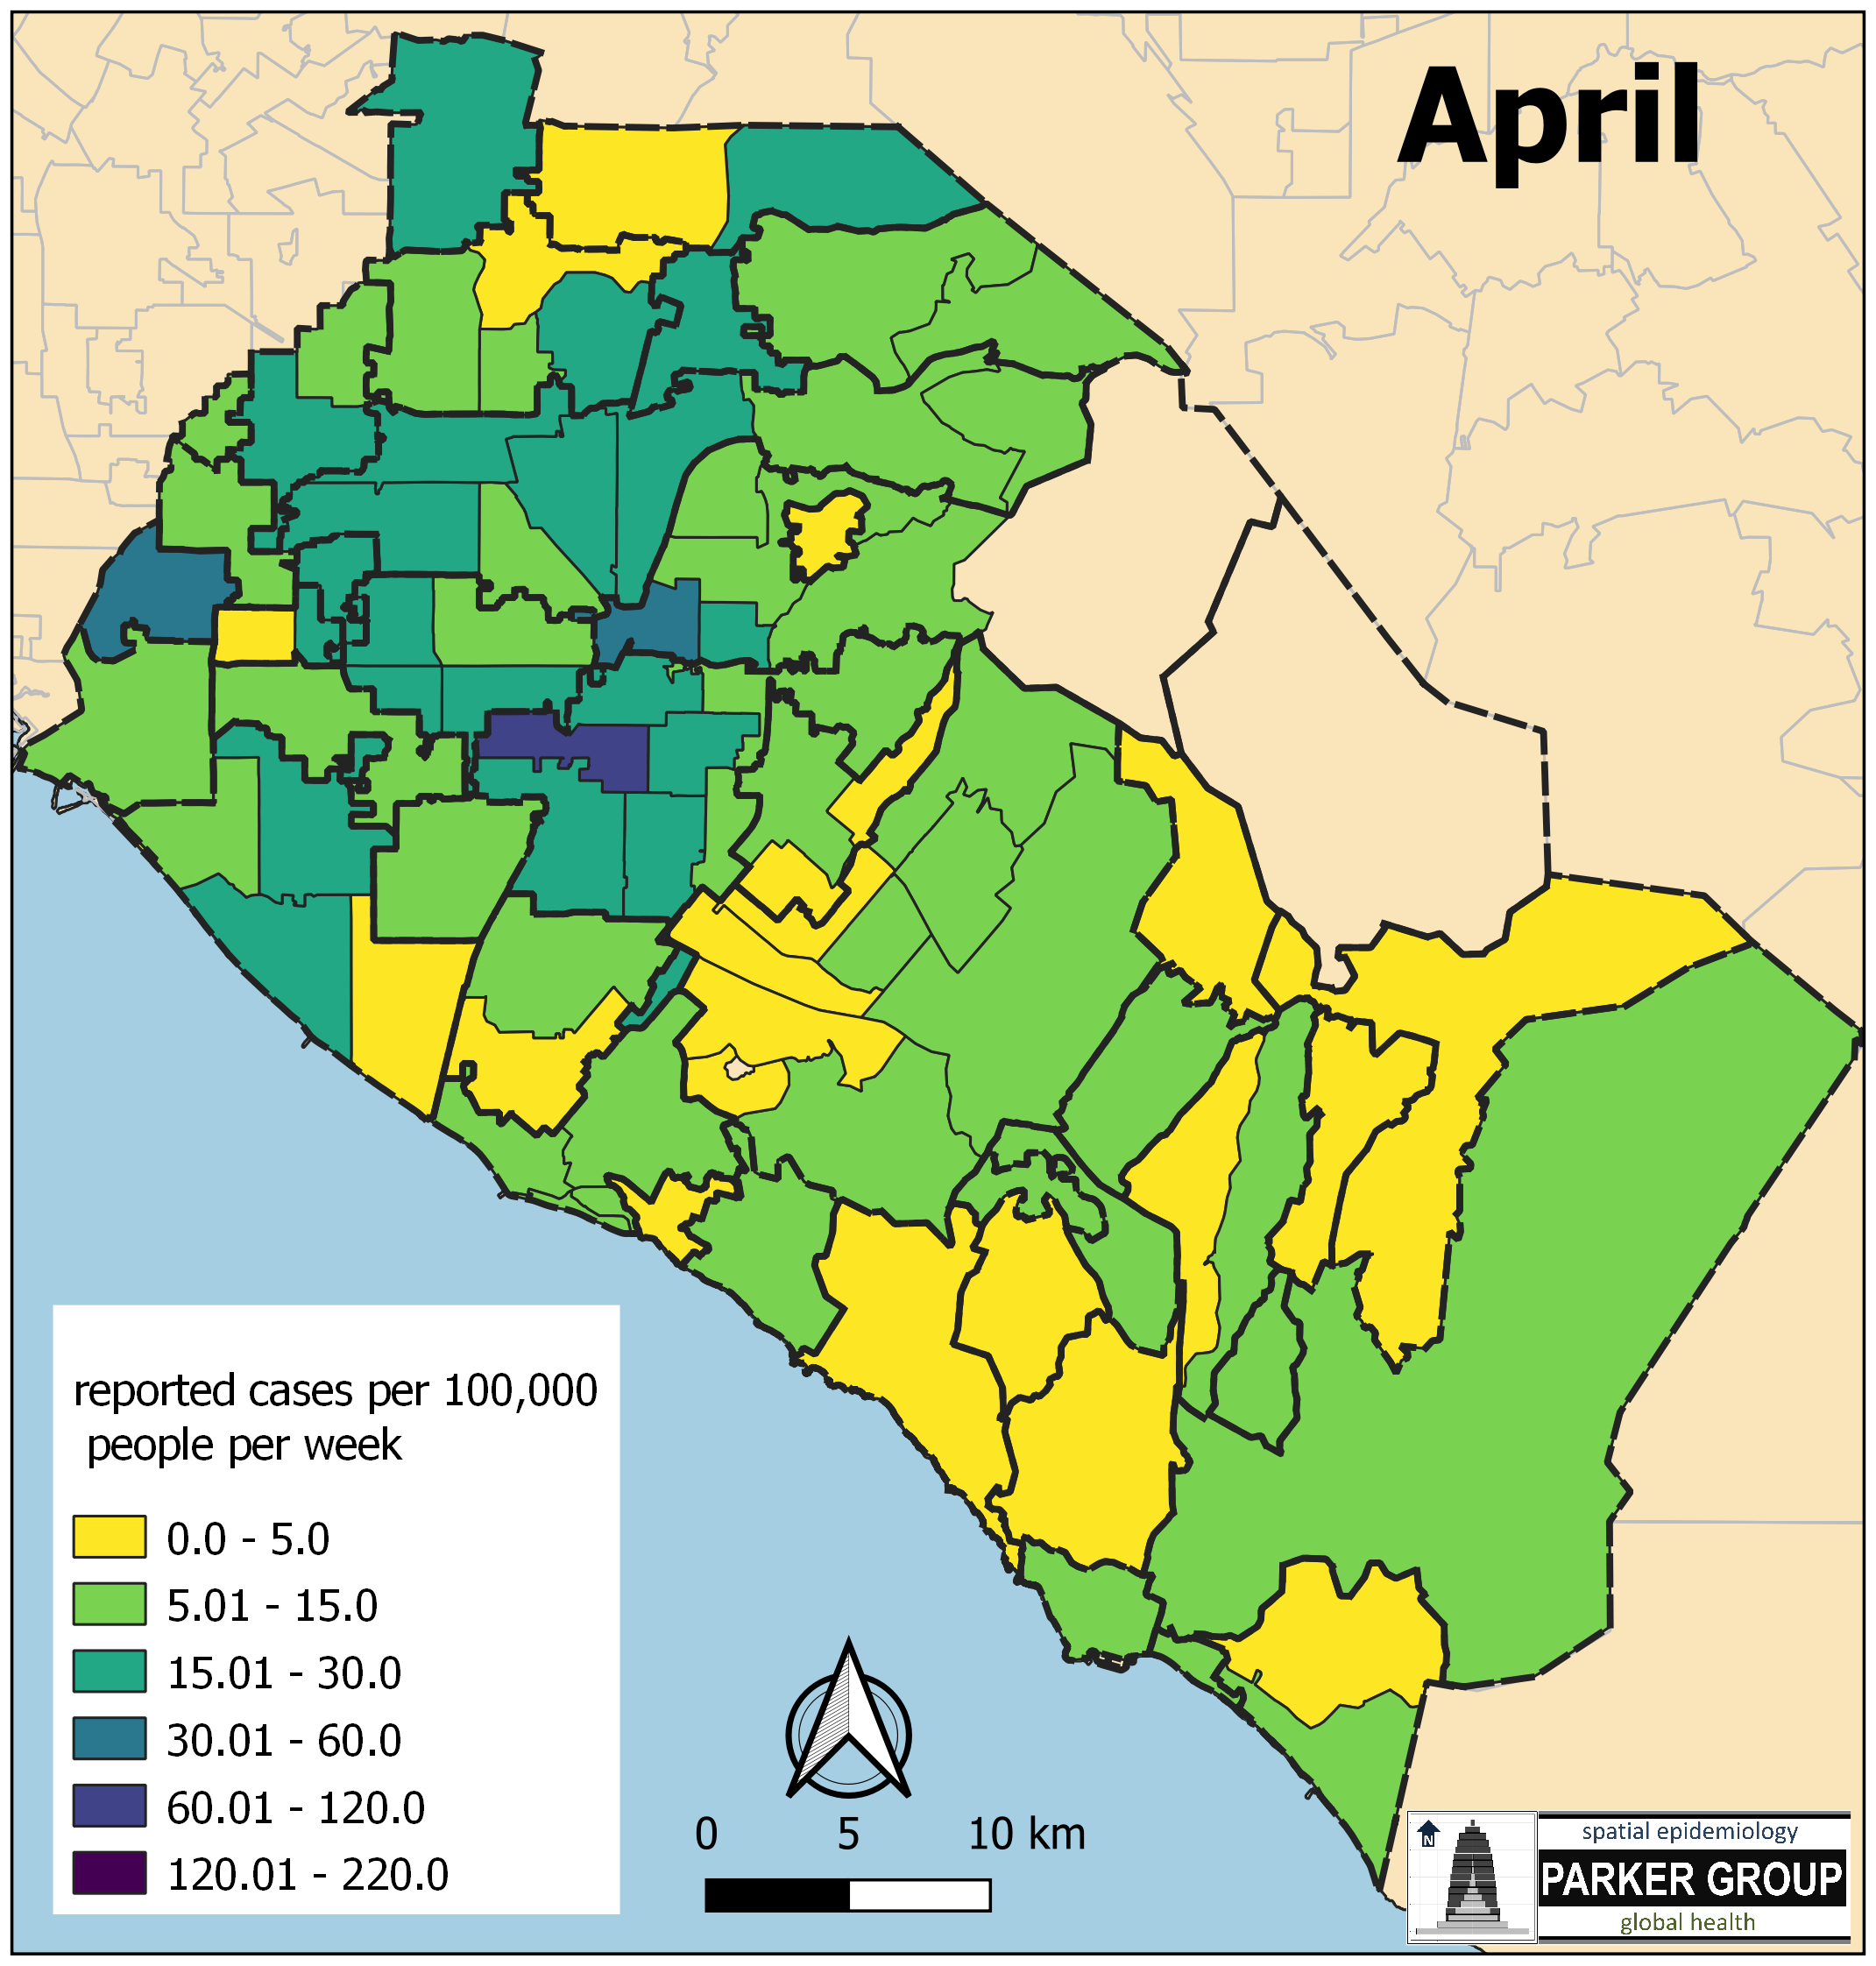 April
reported cases per 100,000
people per week
0.0 - 5.0
5.01 - 15.0
15.01 - 30.0
30.01 - 60.0
60.01 - 120.0
120.01 - 220.0
0 5 10 km
N
spatial epidemiology
PARKER GROUP
global health